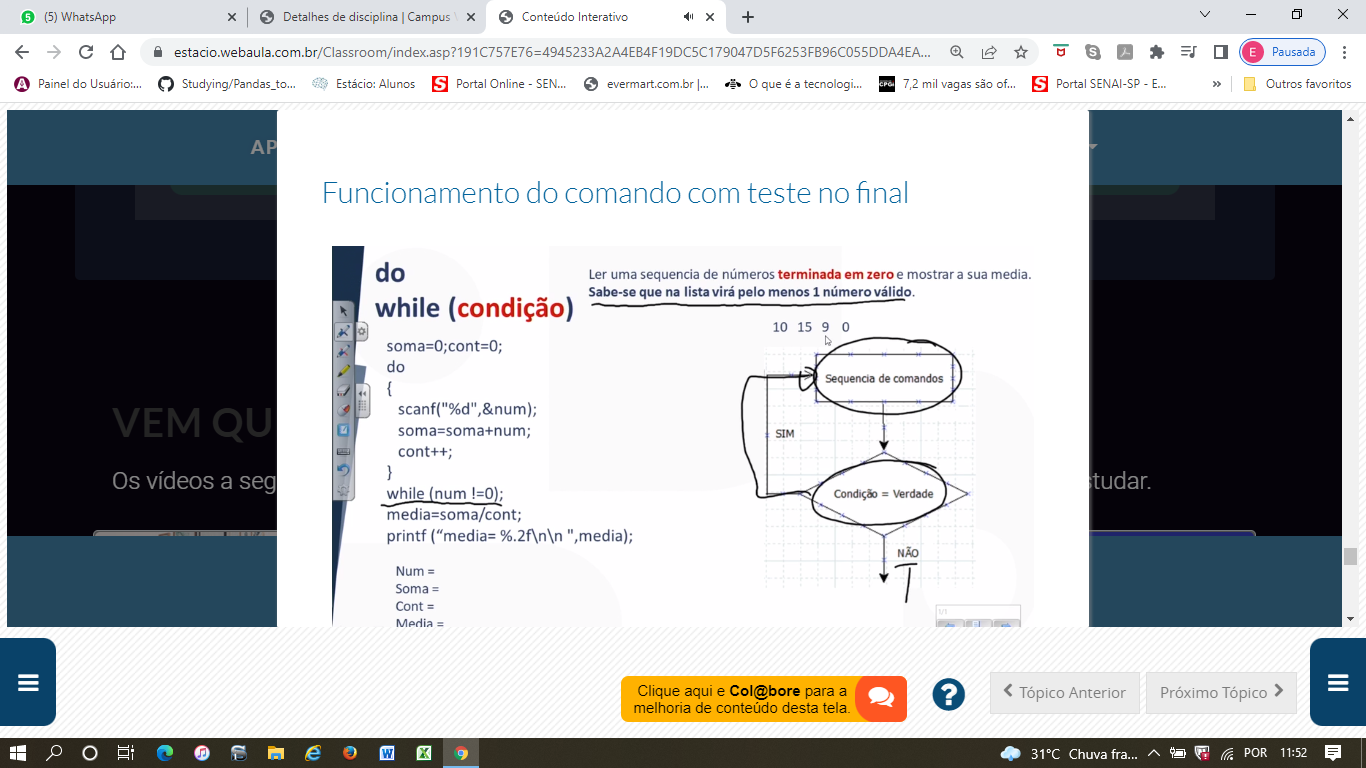 (5) WhatsApp
Detalhes de disciplina | Campus
Conteúdo Interativo
estacio.webaula.com.br/Classroom/index.asp?191C757E76=4945233A2A4EB4F19DC5C179047D5F6253FB96C055DDA4EA...
E Pausada
Painel do Usuário:...
Studying/Pandas_to...
Estácio: Alunos
Portal Online - SEN...
evermart.com.br |...
O que é a tecnologi...
7,2 mil vagas são of...
Portal SENAI-SP - E...
»
Outros favoritos
AP
Funcionamento do comando com teste no final
do
while (condição)
Ler uma sequencia de números terminada em zero e mostrar a sua media.
Sabe-se que na lista virá pelo menos 1 número válido.
10 15 9 0
soma=0;cont=0;
do
{
scanf("%d",&num);
soma=soma+num;
cont++;
}
while (num !=0);
media=soma/cont;
printf (“media= %.2f\n\n ",media);
Num =
Soma =
Cont =
Media =
Sequencia de comandos
SIM
Condição = Verdade
NÃO
1/1
VEM QU
Os vídeos a seg
studar.
Clique aqui e Col@bore para a
melhoria de conteúdo desta tela.
?
Tópico Anterior
Próximo Tópico
31°C Chuva fra...
POR
11:52